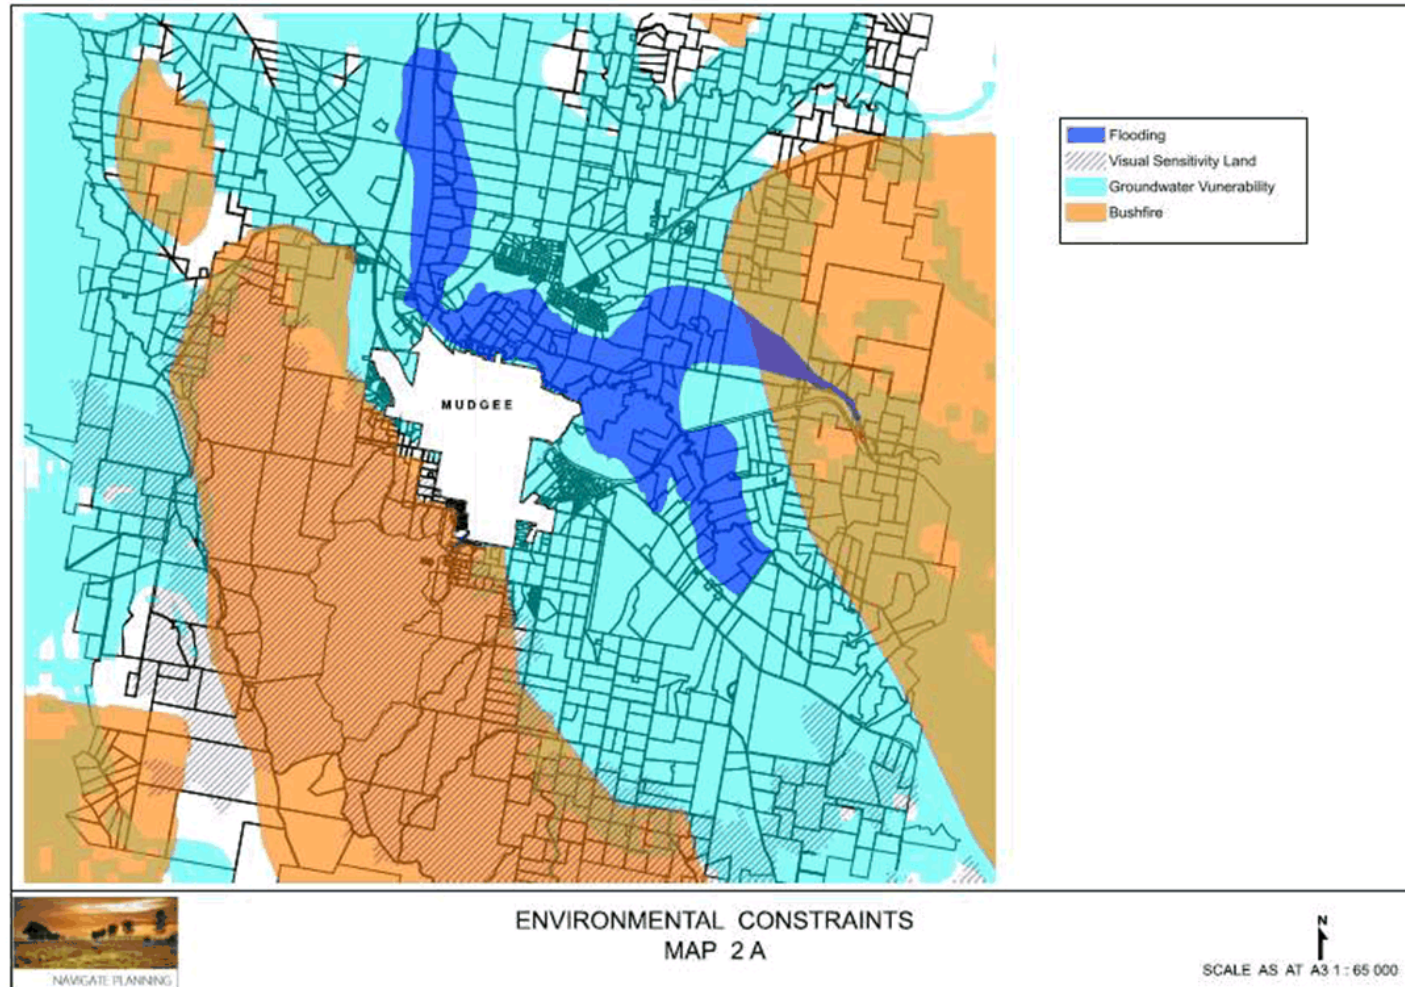 MUDGEE
Flooding
Visual Sensitivity Land
Groundwater Vunerability
Bushfire
ENVIRONMENTAL CONSTRAINTS
MAP 2 A
NAVIGATE PLANNING
N
SCALE AS AT A3 1 : 65 000